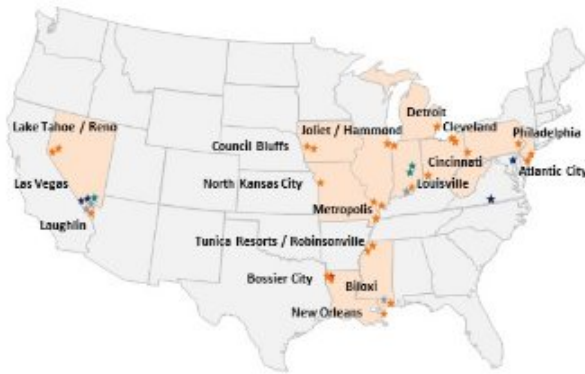 Detroit
Lake Tahoe / Reno
Joliet / Hammond
Cleveland
Philadelphia
Council Bluffs
Cincinnati
Atlantic City
Las Vegas
North Kansas City
Louisville
Metropolis
Laughlin
Tunica Resorts / Robinsonville
Bossier City
Biloxi
New Orleans